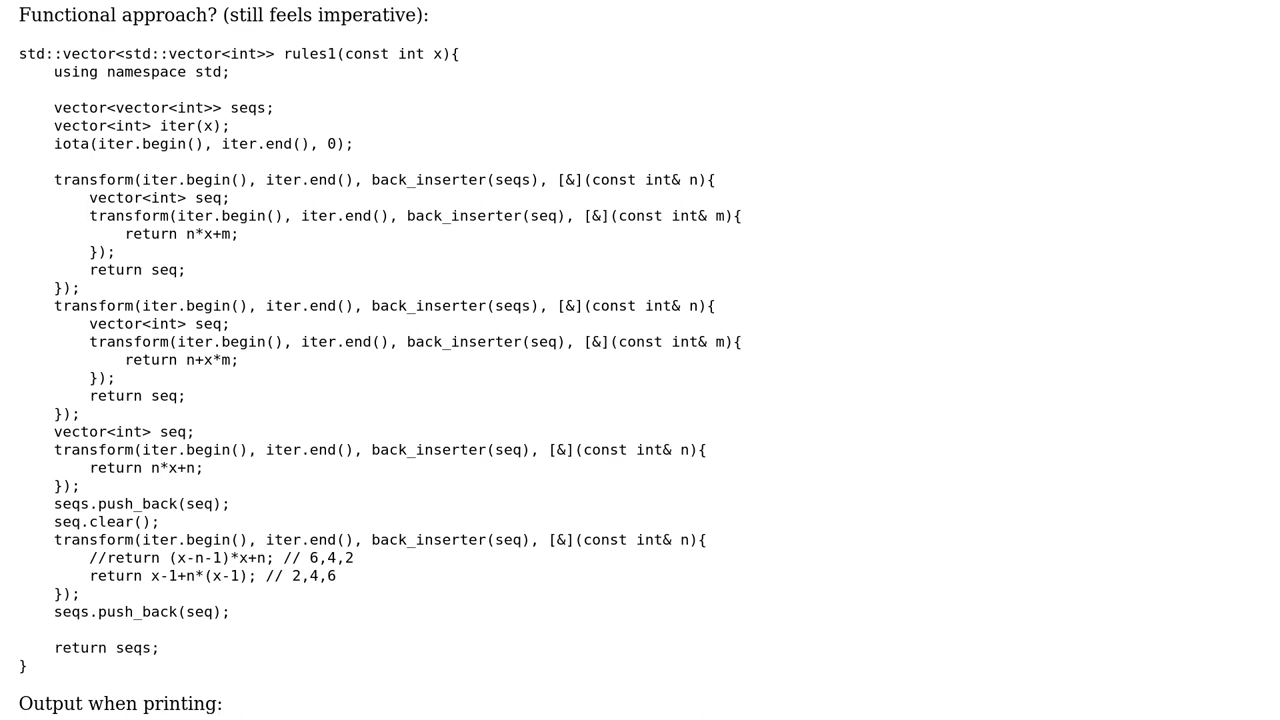 Functional approach? (still feels imperative):
std::vector<std::vector<int>> rules1(const int x){
    using namespace std;
    vector<vector<int>> seqs;
    vector<int> iter(x);
    iota(iter.begin(), iter.end(), 0);
    transform(iter.begin(), iter.end(), back_inserter(seqs), [&](const int& n){
        vector<int> seq;
        transform(iter.begin(), iter.end(), back_inserter(seq), [&](const int& m){
            return n*x+m;
        });
        return seq;
    });
    transform(iter.begin(), iter.end(), back_inserter(seqs), [&](const int& n){
        vector<int> seq;
        transform(iter.begin(), iter.end(), back_inserter(seq), [&](const int& m){
            return n+x*m;
        });
        return seq;
    });
    vector<int> seq;
    transform(iter.begin(), iter.end(), back_inserter(seq), [&](const int& n){
        return n*x+n;
    });
    seqs.push_back(seq);
    seq.clear();
    transform(iter.begin(), iter.end(), back_inserter(seq), [&](const int& n){
        //return (x-n-1)*x+n; // 6,4,2
        return x-1+n*(x-1); // 2,4,6
    });
    seqs.push_back(seq);
    return seqs;
}
Output when printing: